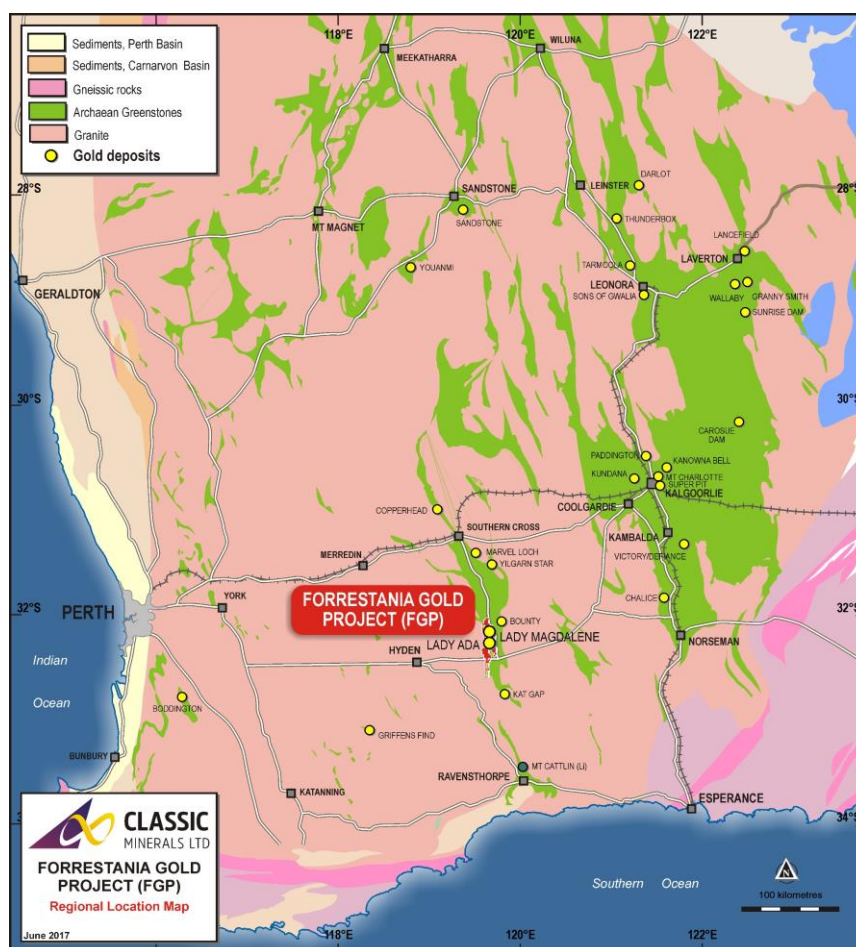 118°E
120°E
122°E
Sediments, Perth Basin
Sediments, Carnarvon Basin
Gneissic rocks
Archaean Greenstones
Granite
Gold deposits
MEEKATHARRA
WILUNA
28°S
28°S
SANDSTONE
SANDSTONE
LEINSTER
DARLOT
MT MAGNET
THUNDERBOX
YOUANMI
TARMOOLA
LANCEFIELD
LAVERTON
GERALDTON
LEONORA
SONS OF GWALIA
WALLABY
GRANNY SMITH
SUNRISE DAM
30°S
30°S
CAROSUE
DAM
PADDINGTON
KANOWNA BELL
KUNDANA
MT CHARLOTTE
SUPER PIT
KALGOORLIE
COPPERHEAD
COOLGARDIE
SOUTHERN CROSS
KAMBALDA
MERREDIN
MARVEL LOCH
YILGARN STAR
VICTORY/DEFIANCE
32°S
32°S
PERTH
YORK
FORRESTANIA GOLD
PROJECT (FGP)
BOUNTY
CHALICE
LADY MAGDALENE
LADY ADA
NORSEMAN
HYDEN
Indian
Ocean
BODDINGTON
KAT GAP
GRIFFENS FIND
BUNBURY
MT CATTLIN (Li)
RAVENSTHORPE
KATANNING
ESPERANCE
34°S
CLASSIC
MINERALS LTD
FORRESTANIA GOLD
PROJECT (FGP)
Regional Location Map
June 2017
Southern Ocean
N
100 kilometres
118°E
120°E
122°E